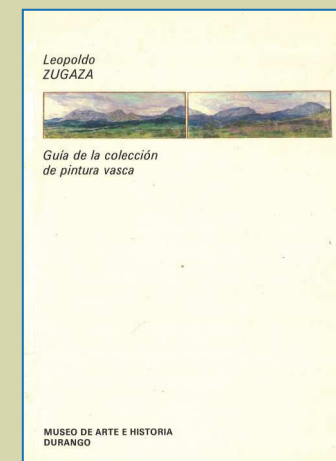 Leopoldo
ZUGAZA
Guía de la colección
de pintura vasca
MUSEO DE ARTE E HISTORIA
DURANGO